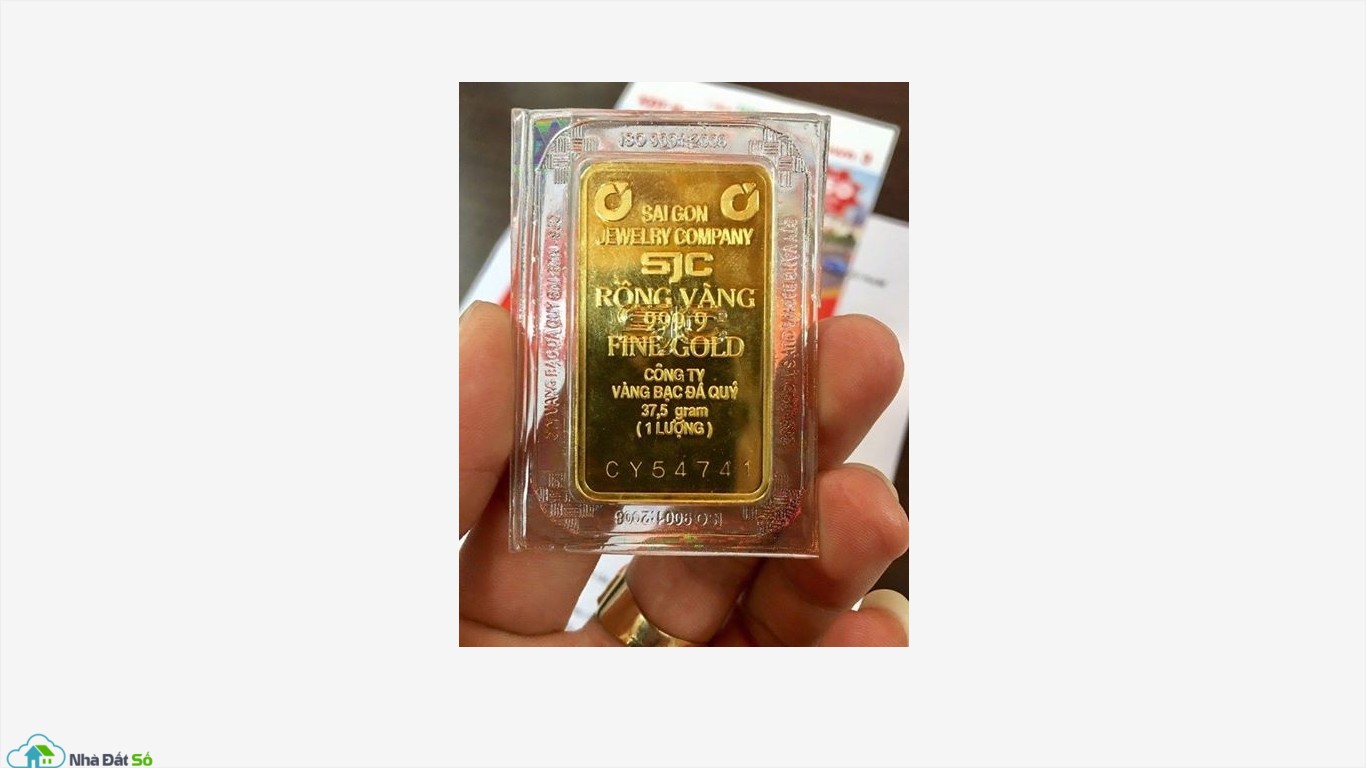 ISO 9001:2008
SAI GON
JEWELRY COMPANY
SJC
RỒNG VÀNG
999.9
FINE GOLD
CÔNG TY
VÀNG BẠC ĐÁ QUÝ
37,5 gram
( 1 LƯỢNG )
CY54741
ISO 9001:2008
Nhà Đất Số